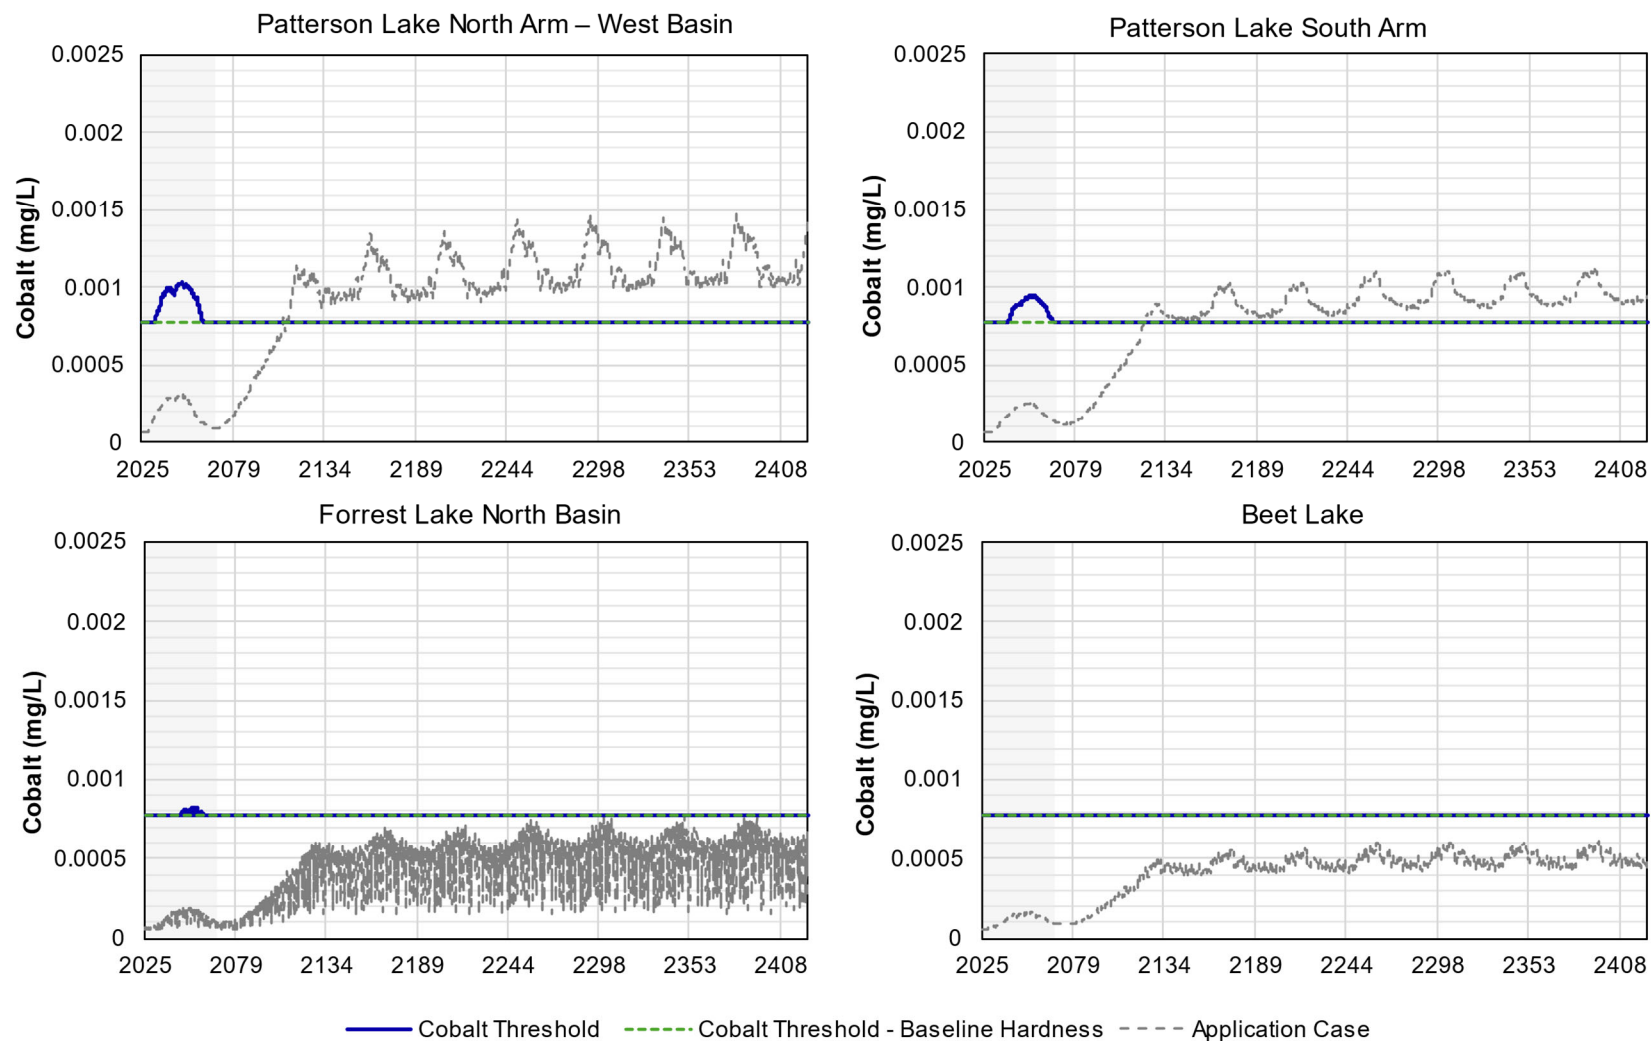 Patterson Lake North Arm – West Basin
Cobalt (mg/L)
0.0025
0.002
0.0015
0.001
0.0005
0
2025 2079 2134 2189 2244 2298 2353 2408
Patterson Lake South Arm
Cobalt (mg/L)
0.0025
0.002
0.0015
0.001
0.0005
0
2025 2079 2134 2189 2244 2298 2353 2408
Forrest Lake North Basin
Cobalt (mg/L)
0.0025
0.002
0.0015
0.001
0.0005
0
2025 2079 2134 2189 2244 2298 2353 2408
Beet Lake
Cobalt (mg/L)
0.0025
0.002
0.0015
0.001
0.0005
0
2025 2079 2134 2189 2244 2298 2353 2408
Cobalt Threshold Cobalt Threshold - Baseline Hardness Application Case